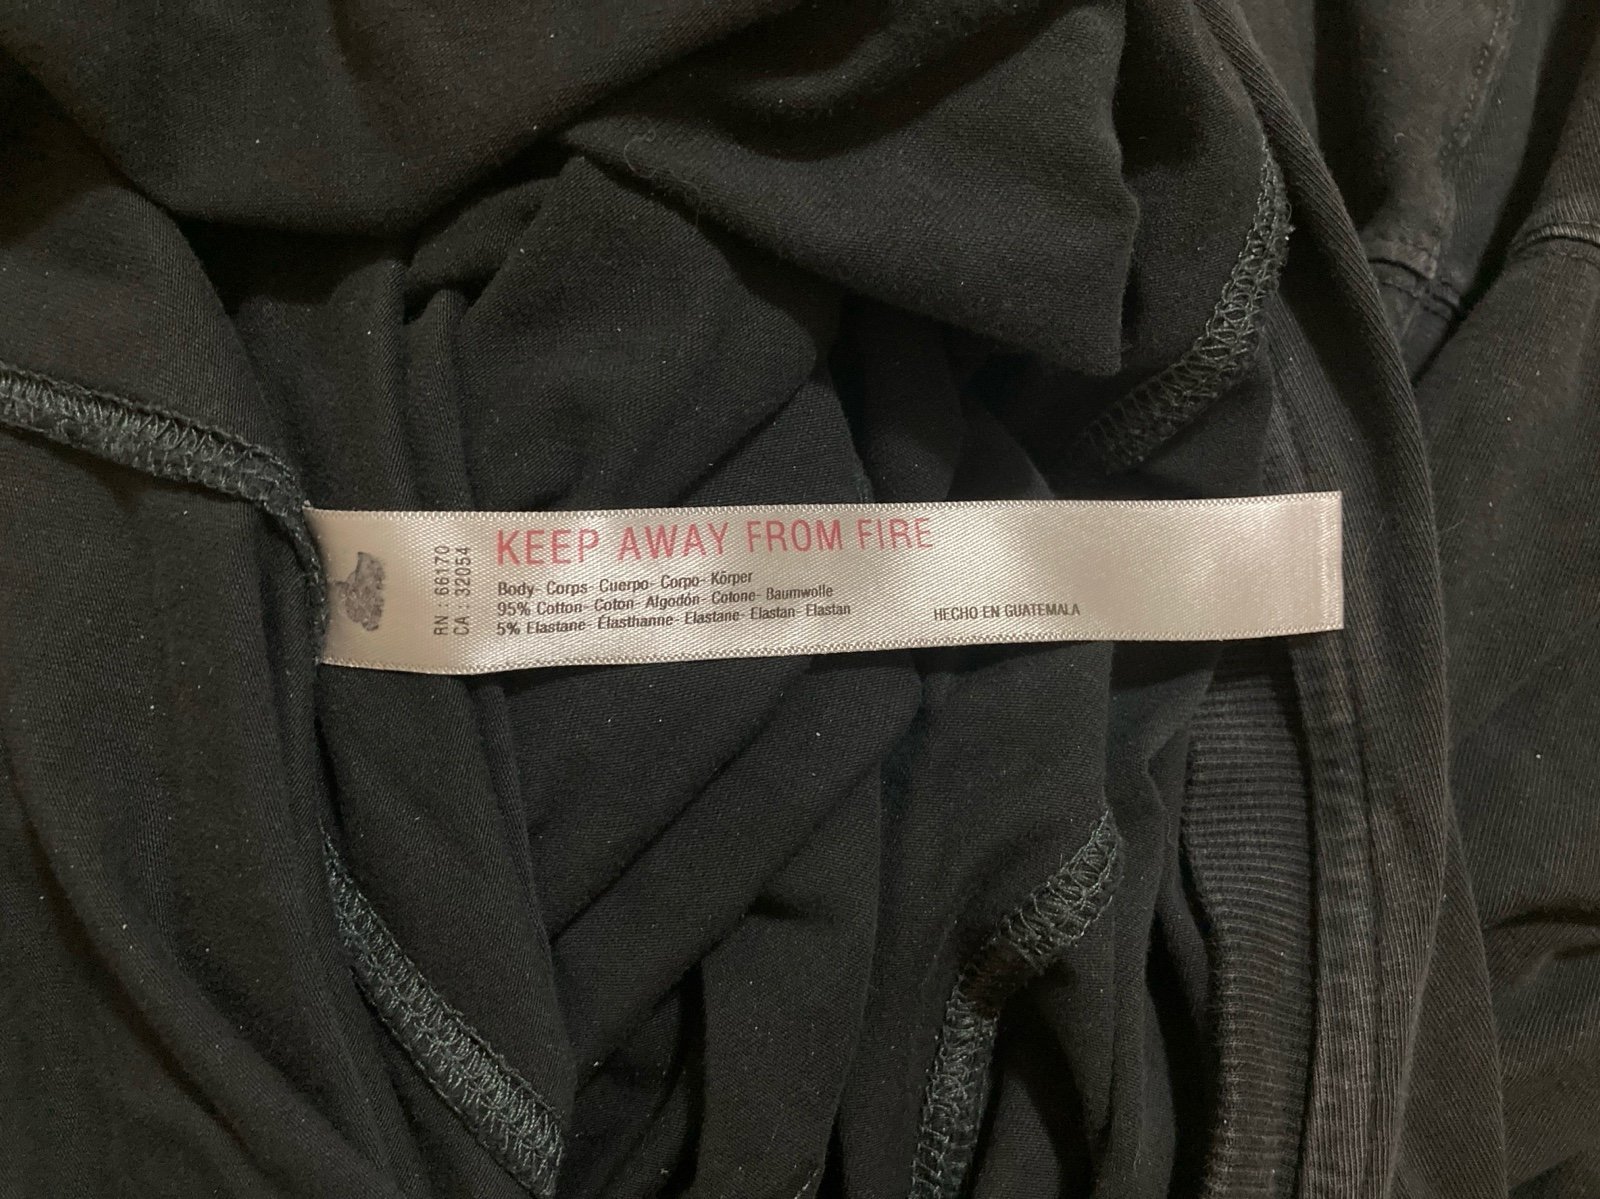 RN : 66170
CA : 32054
KEEP AWAY FROM FIRE
Body- Corps- Cuerpo- Corpo- Körper
95% Cotton- Coton- Algodón- Cotone- Baumwolle
5% Elastane- Élasthanne- Elastane- Elastan- Elastan
HECHO EN GUATEMALA